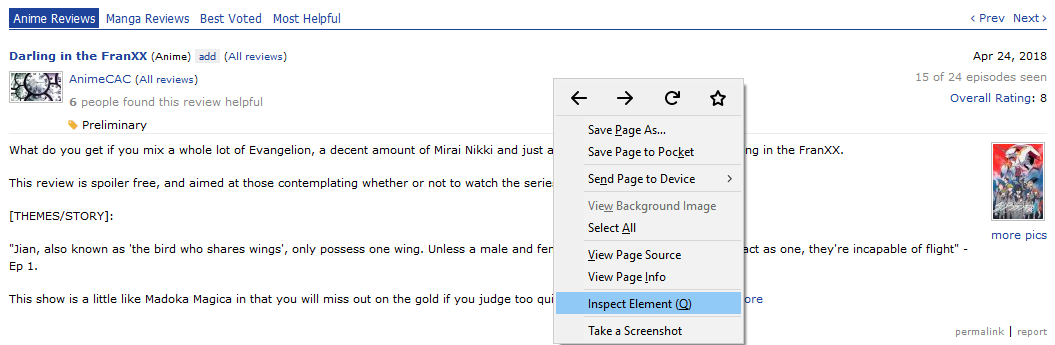 Anime Reviews Manga Reviews Best Voted Most Helpful ‹ Prev Next ›
Darling in the FranXX (Anime) add (All reviews) Apr 24, 2018
AnimeCAC (All reviews) 15 of 24 episodes seen
6 people found this review helpful Overall Rating: 8
Preliminary
What do you get if you mix a whole lot of Evangelion, a decent amount of Mirai Nikki and just a ing in the FranXX.
This review is spoiler free, and aimed at those contemplating whether or not to watch the serie
[THEMES/STORY]:
"Jian, also known as 'the bird who shares wings', only possess one wing. Unless a male and fem act as one, they're incapable of flight" -
Ep 1.
This show is a little like Madoka Magica in that you will miss out on the gold if you judge too qui ore
more pics
permalink | report
Save Page As...
Save Page to Pocket
Send Page to Device
View Background Image
Select All
View Page Source
View Page Info
Inspect Element (Q)
Take a Screenshot